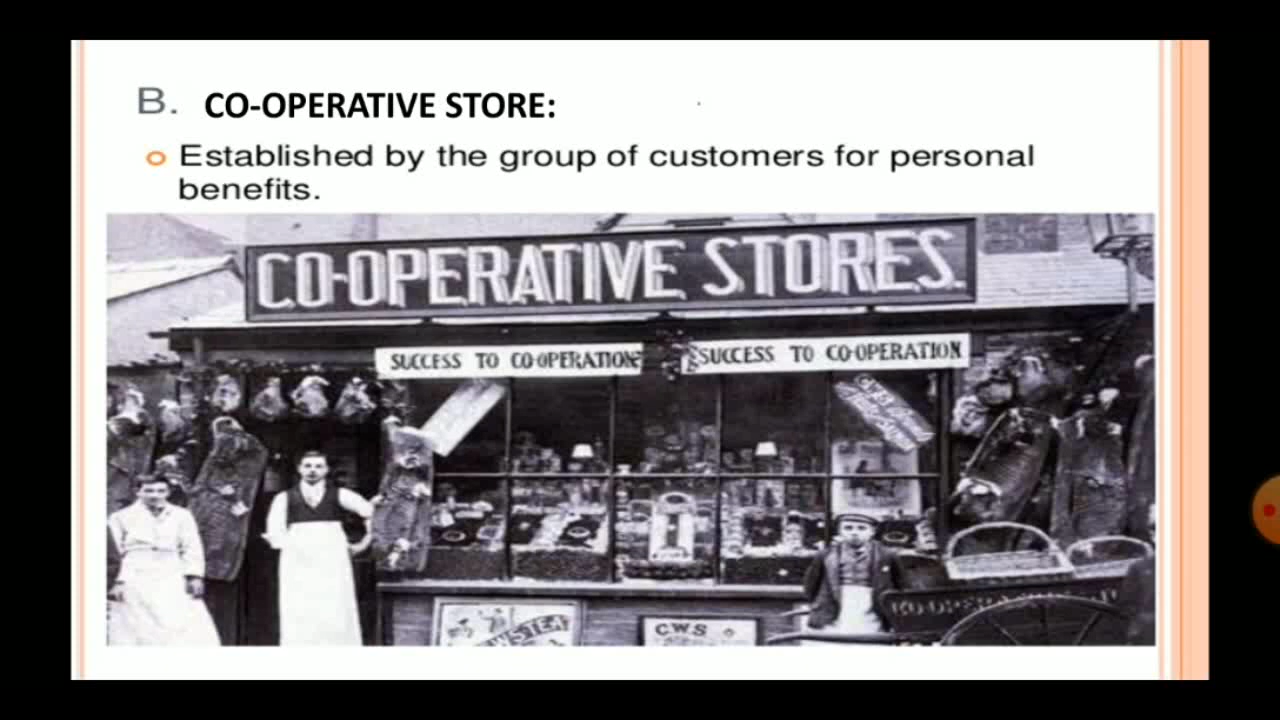 B. CO-OPERATIVE STORE:
Established by the group of customers for personal
benefits.
CO-OPERATIVE STORES.
SUCCESS TO CO-OPERATION
SUCCESS TO CO-OPERATION
C.W.S